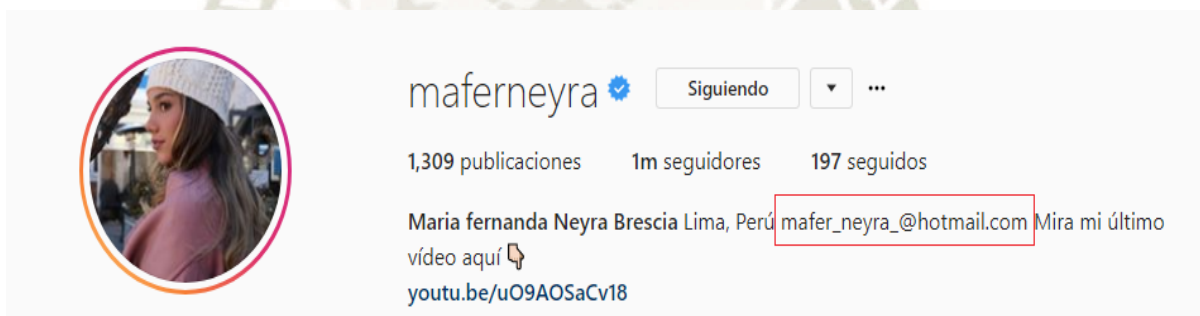 maferneyra Siguiendo
1,309 publicaciones 1m seguidores 197 seguidos
Maria fernanda Neyra Brescia Lima, Perú mafer_neyra_@hotmail.com Mira mi último
vídeo aquí 👇🏻
youtu.be/uO9AOSaCv18